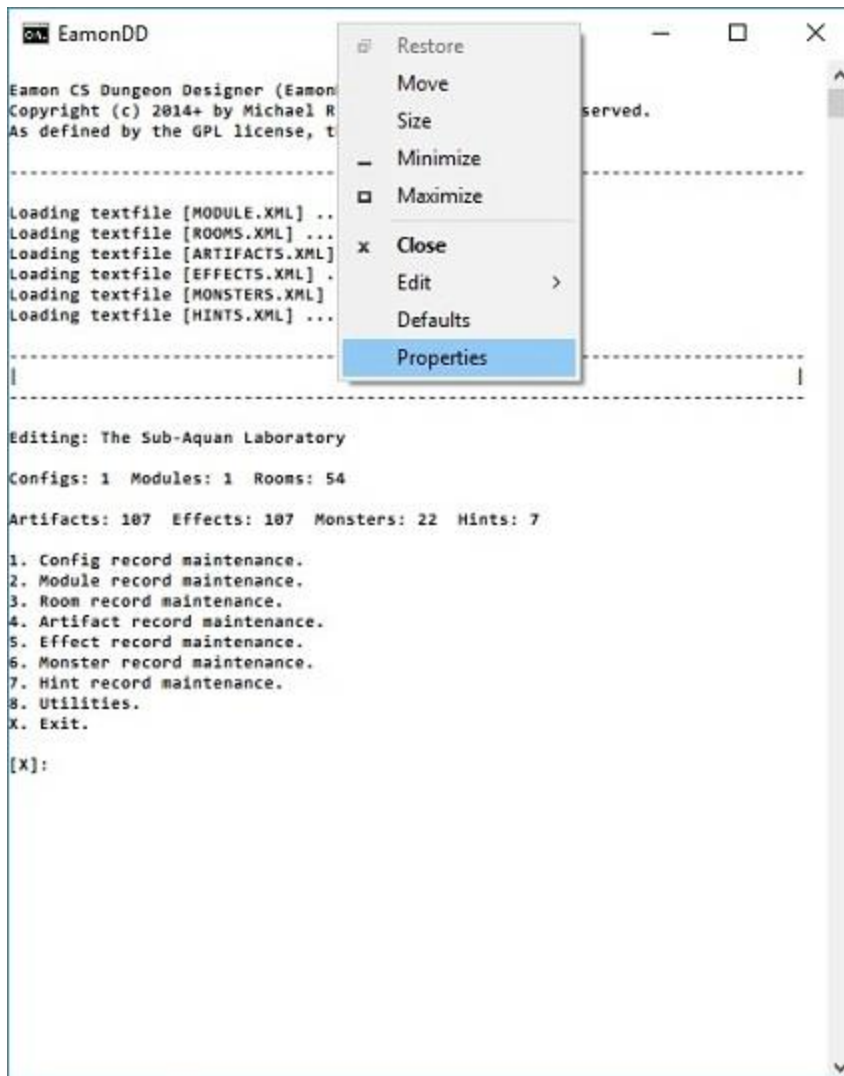 EamonDD
Eamon CS Dungeon Designer (Eamon
Copyright (c) 2014+ by Michael R served.
As defined by the GPL license, t
Loading textfile [MODULE.XML] ..
Loading textfile [ROOMS.XML] ...
Loading textfile [ARTIFACTS.XML]
Loading textfile [EFFECTS.XML] .
Loading textfile [MONSTERS.XML]
Loading textfile [HINTS.XML] ...
Restore
Move
Size
Minimize
Maximize
x Close
Edit >
Defaults
Properties
Editing: The Sub-Aquan Laboratory
Configs: 1 Modules: 1 Rooms: 54
Artifacts: 107 Effects: 107 Monsters: 22 Hints: 7
1. Config record maintenance.
2. Module record maintenance.
3. Room record maintenance.
4. Artifact record maintenance.
5. Effect record maintenance.
6. Monster record maintenance.
7. Hint record maintenance.
8. Utilities.
X. Exit.
[X]: